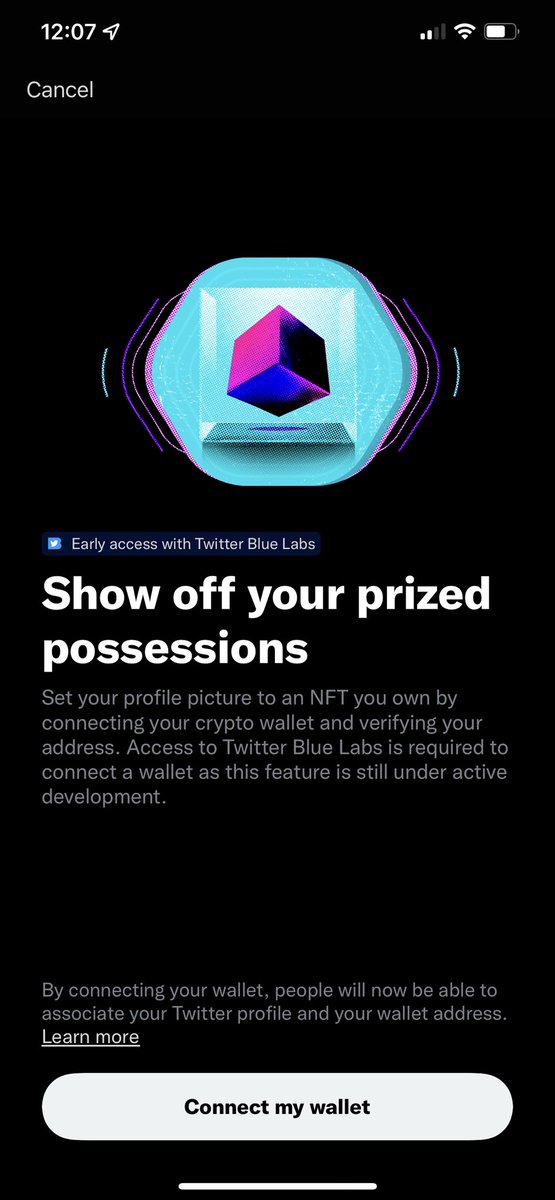 12:07
Cancel
Early access with Twitter Blue Labs
Show off your prized
possessions
Set your profile picture to an NFT you own by
connecting your crypto wallet and verifying your
address. Access to Twitter Blue Labs is required to
connect a wallet as this feature is still under active
development.
By connecting your wallet, people will now be able to
associate your Twitter profile and your wallet address.
Learn more
Connect my wallet